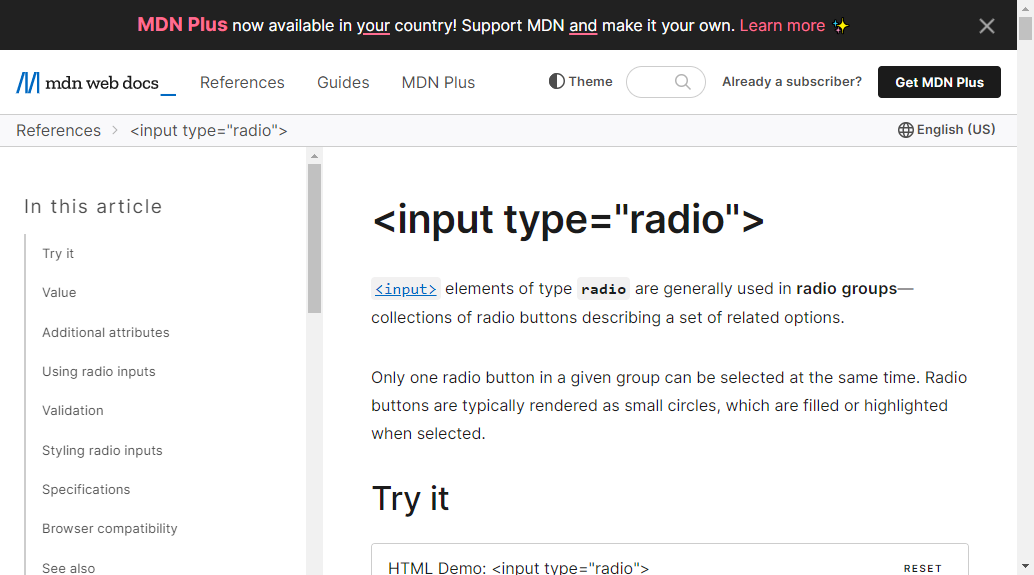 MDN Plus now available in your country! Support MDN and make it your own. Learn more ✨
mdn web docs_
References Guides MDN Plus
Theme
Already a subscriber?
Get MDN Plus
References > <input type="radio">
English (US)
In this article
Try it
Value
Additional attributes
Using radio inputs
Validation
Styling radio inputs
Specifications
Browser compatibility
See also
<input type="radio">
<input> elements of type radio are generally used in radio groups—
collections of radio buttons describing a set of related options.
Only one radio button in a given group can be selected at the same time. Radio
buttons are typically rendered as small circles, which are filled or highlighted
when selected.
Try it
HTML Demo: <input type="radio">
RESET